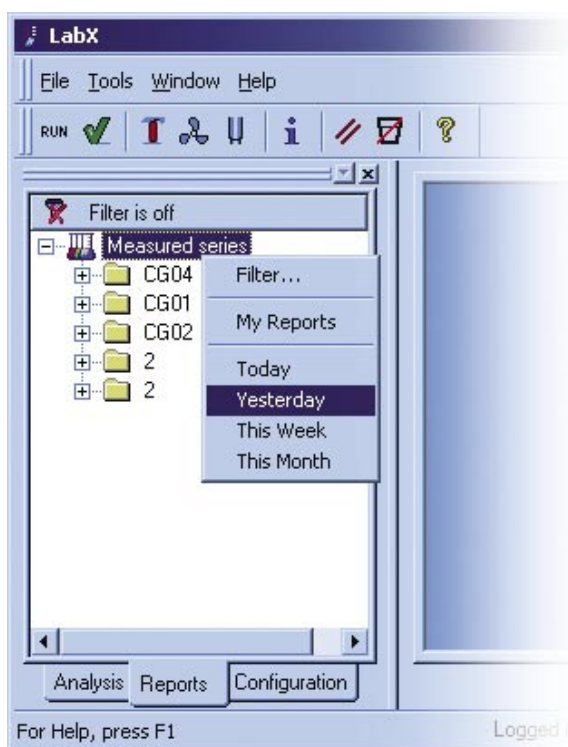 LabX
File Tools Window Help
RUN
Filter is off
Measured series
CG04
CG01
CG02
2
2
Filter...
My Reports
Today
Yesterday
This Week
This Month
Analysis Reports Configuration
For Help, press F1 Logged